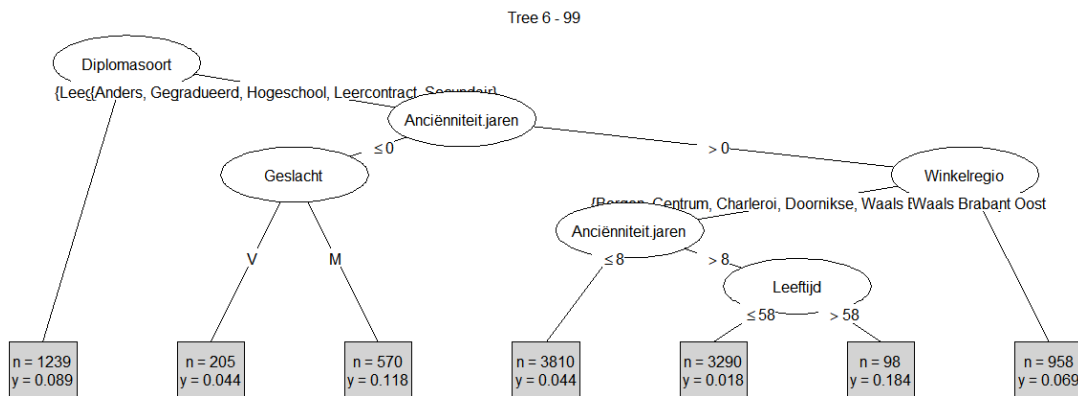 Tree 6 - 99
Diplomasoort
{Lee
{Anders, Gegradueerd, Hogeschool, Leercontract, Secundair}
Anciënniteit.jaren
≤ 0
> 0
Geslacht
Winkelregio
{Bergen, Centrum, Charleroi, Doornikse, Waals
Waals Brabant Oost
Anciënniteit.jaren
V
M
≤ 8
> 8
Leeftijd
≤ 58
> 58
n = 1239
y = 0.089
n = 205
y = 0.044
n = 570
y = 0.118
n = 3810
y = 0.044
n = 3290
y = 0.018
n = 98
y = 0.184
n = 958
y = 0.069